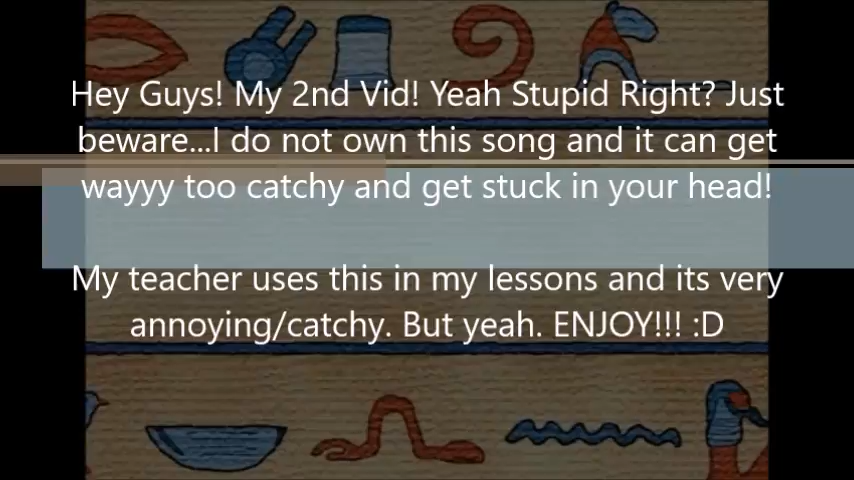 Hey Guys! My 2nd Vid! Yeah Stupid Right? Just
beware...I do not own this song and it can get
wayyy too catchy and get stuck in your head!
My teacher uses this in my lessons and its very
annoying/catchy. But yeah. ENJOY!!! :D